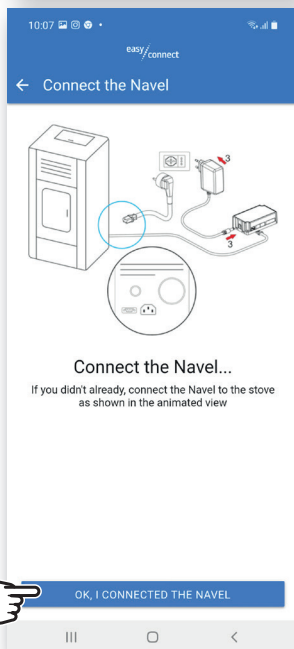 10:07
easy/connect
Connect the Navel
3
3
Connect the Navel...
If you didn't already, connect the Navel to the stove
as shown in the animated view
OK, I CONNECTED THE NAVEL